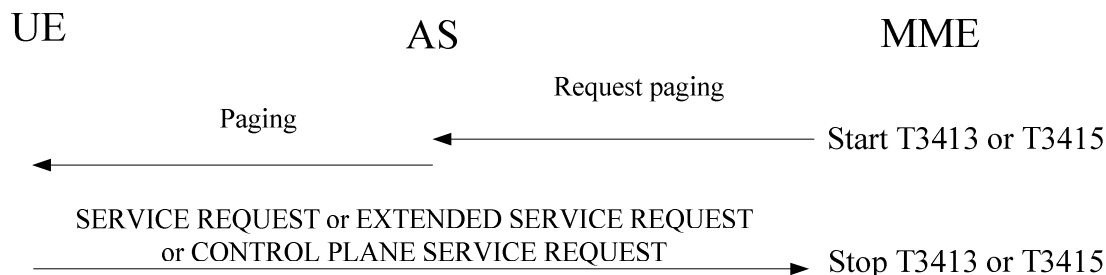 UE
AS
MME
Request paging
Paging
Start T3413 or T3415
SERVICE REQUEST or EXTENDED SERVICE REQUEST
or CONTROL PLANE SERVICE REQUEST
Stop T3413 or T3415